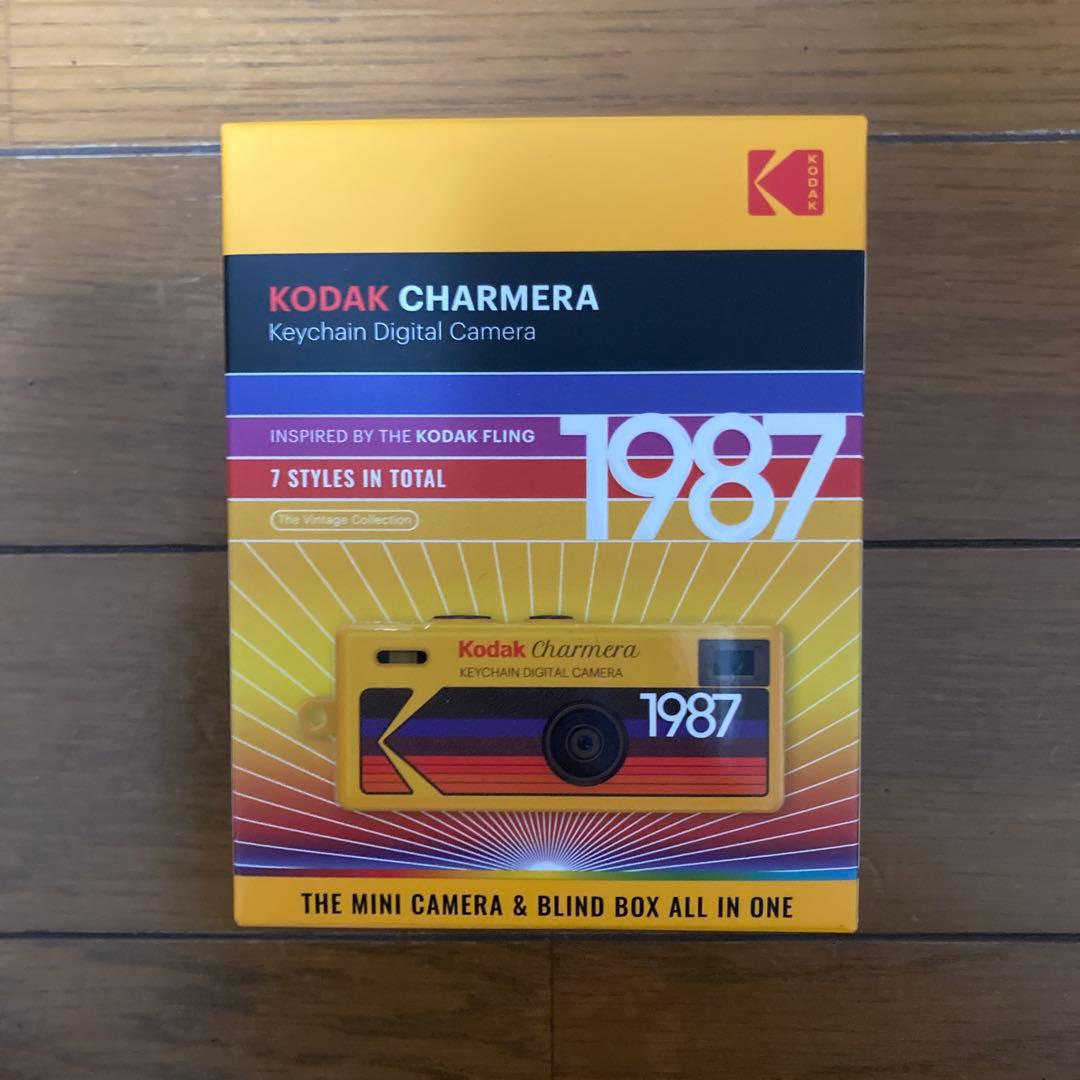 KODAK
KODAK CHARMERA
Keychain Digital Camera
INSPIRED BY THE KODAK FLING
1987
7 STYLES IN TOTAL
The Vintage Collection
Kodak Charmera
KEYCHAIN DIGITAL CAMERA
1987
THE MINI CAMERA & BLIND BOX ALL IN ONE